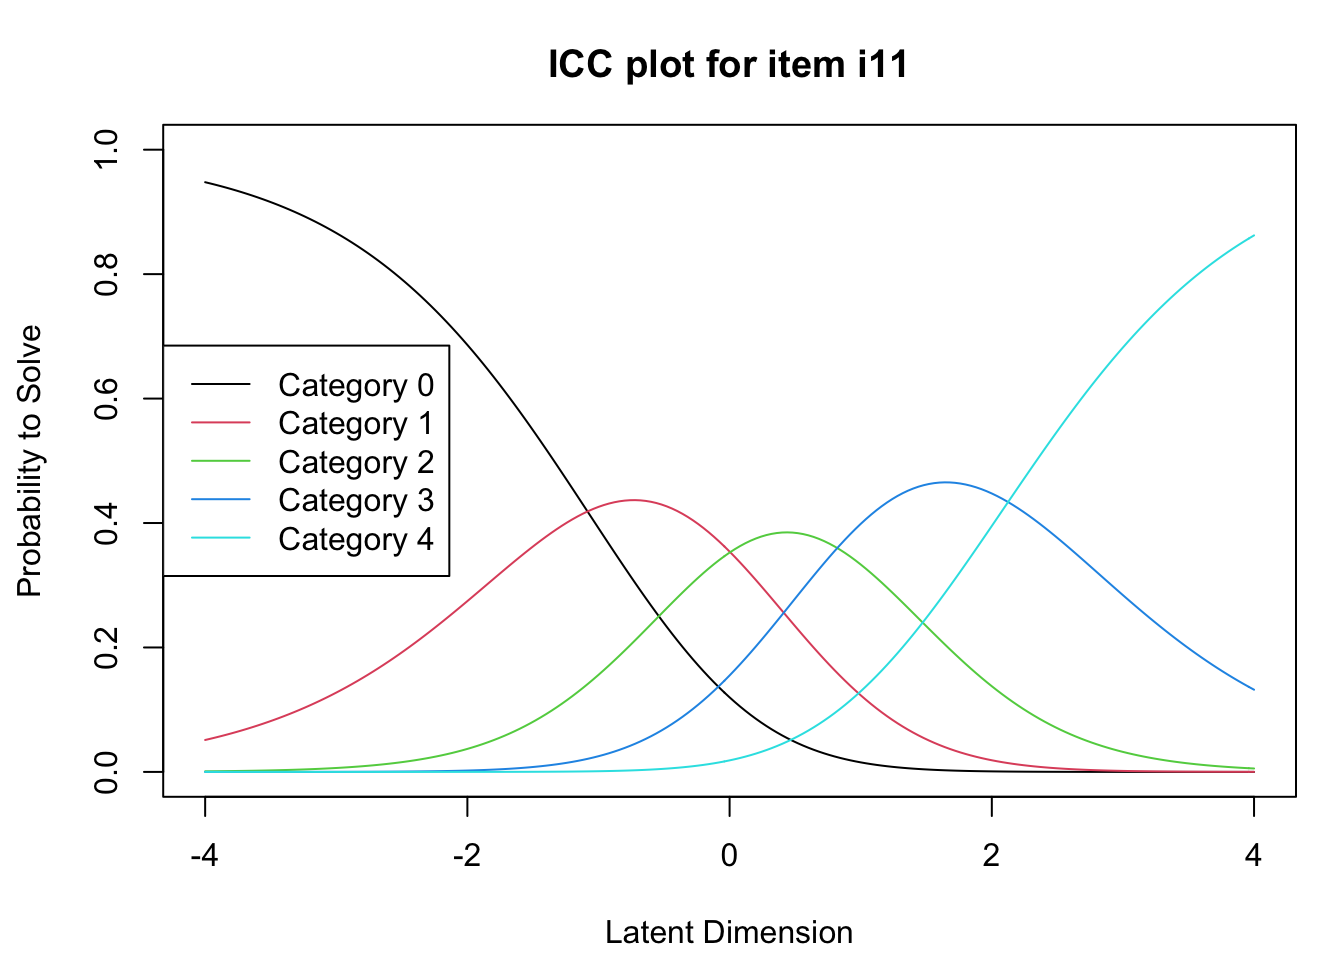 ICC plot for item i11
Probability to Solve
1.0
0.8
0.6
0.4
0.2
0.0
Category 0
Category 1
Category 2
Category 3
Category 4
-4 -2 0 2 4
Latent Dimension